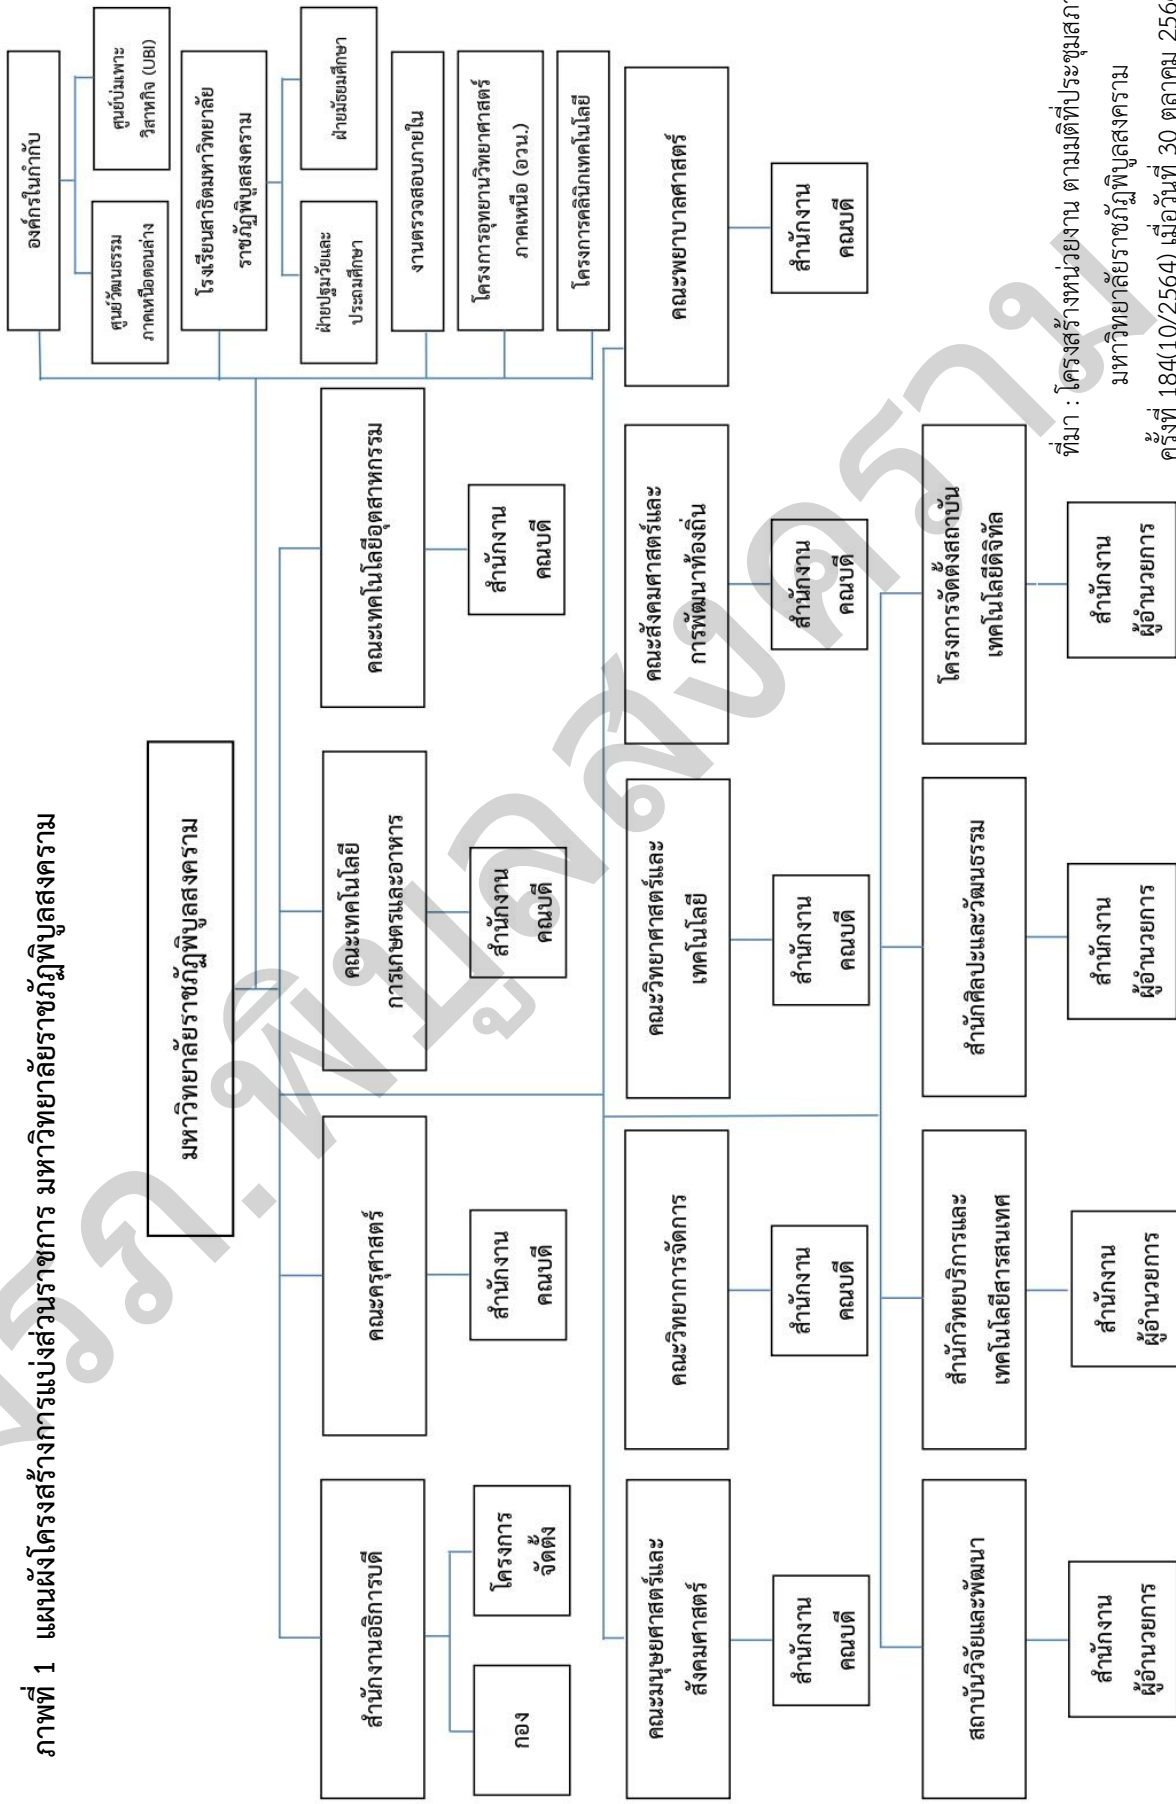 ภาพที่ 1 แผนผังโครงสร้างการแบ่งส่วนราชการ มหาวิทยาลัยราชภัฏพิบูลสงคราม
มหาวิทยาลัยราชภัฏพิบูลสงคราม
องค์กรในกำกับ
ศูนย์วัฒนธรรม
ภาคเหนือตอนล่าง
ศูนย์บ่มเพาะ
วิสาหกิจ (UBI)
โรงเรียนสาธิตมหาวิทยาลัย
ราชภัฏพิบูลสงคราม
ฝ่ายปฐมวัยและ
ประถมศึกษา
ฝ่ายมัธยมศึกษา
งานตรวจสอบภายใน
โครงการอุทยานวิทยาศาสตร์
ภาคเหนือ (อวน.)
โครงการคลินิกเทคโนโลยี
สำนักงานอธิการบดี
กอง
โครงการ
จัดตั้ง
คณะครุศาสตร์
สำนักงาน
คณบดี
คณะเทคโนโลยี
การเกษตรและอาหาร
สำนักงาน
คณบดี
คณะเทคโนโลยีอุตสาหกรรม
สำนักงาน
คณบดี
คณะมนุษยศาสตร์และ
สังคมศาสตร์
สำนักงาน
คณบดี
คณะวิทยาการจัดการ
สำนักงาน
คณบดี
คณะวิทยาศาสตร์และ
เทคโนโลยี
สำนักงาน
คณบดี
คณะสังคมศาสตร์และ
การพัฒนาท้องถิ่น
สำนักงาน
คณบดี
คณะพยาบาลศาสตร์
สำนักงาน
คณบดี
สถาบันวิจัยและพัฒนา
สำนักงาน
ผู้อำนวยการ
สำนักวิทยบริการและ
เทคโนโลยีสารสนเทศ
สำนักงาน
ผู้อำนวยการ
สำนักศิลปะและวัฒนธรรม
สำนักงาน
ผู้อำนวยการ
โครงการจัดตั้งสถาบัน
เทคโนโลยีดิจิทัล
สำนักงาน
ผู้อำนวยการ
ที่มา : โครงสร้างหน่วยงาน ตามมติที่ประชุมสภา
มหาวิทยาลัยราชภัฏพิบูลสงคราม
ครั้งที่ 184(10/2564) เมื่อวันที่ 30 ตุลาคม 256
มรภ.พิบูลสงคราม